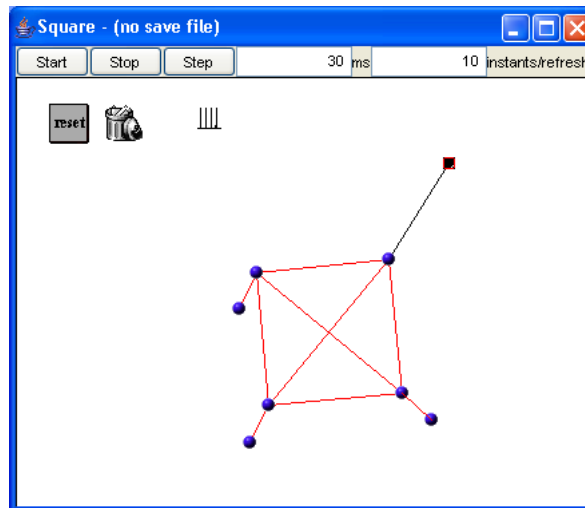 Square - (no save file)
Start Stop Step 30 ms 10 instants/refresh
reset